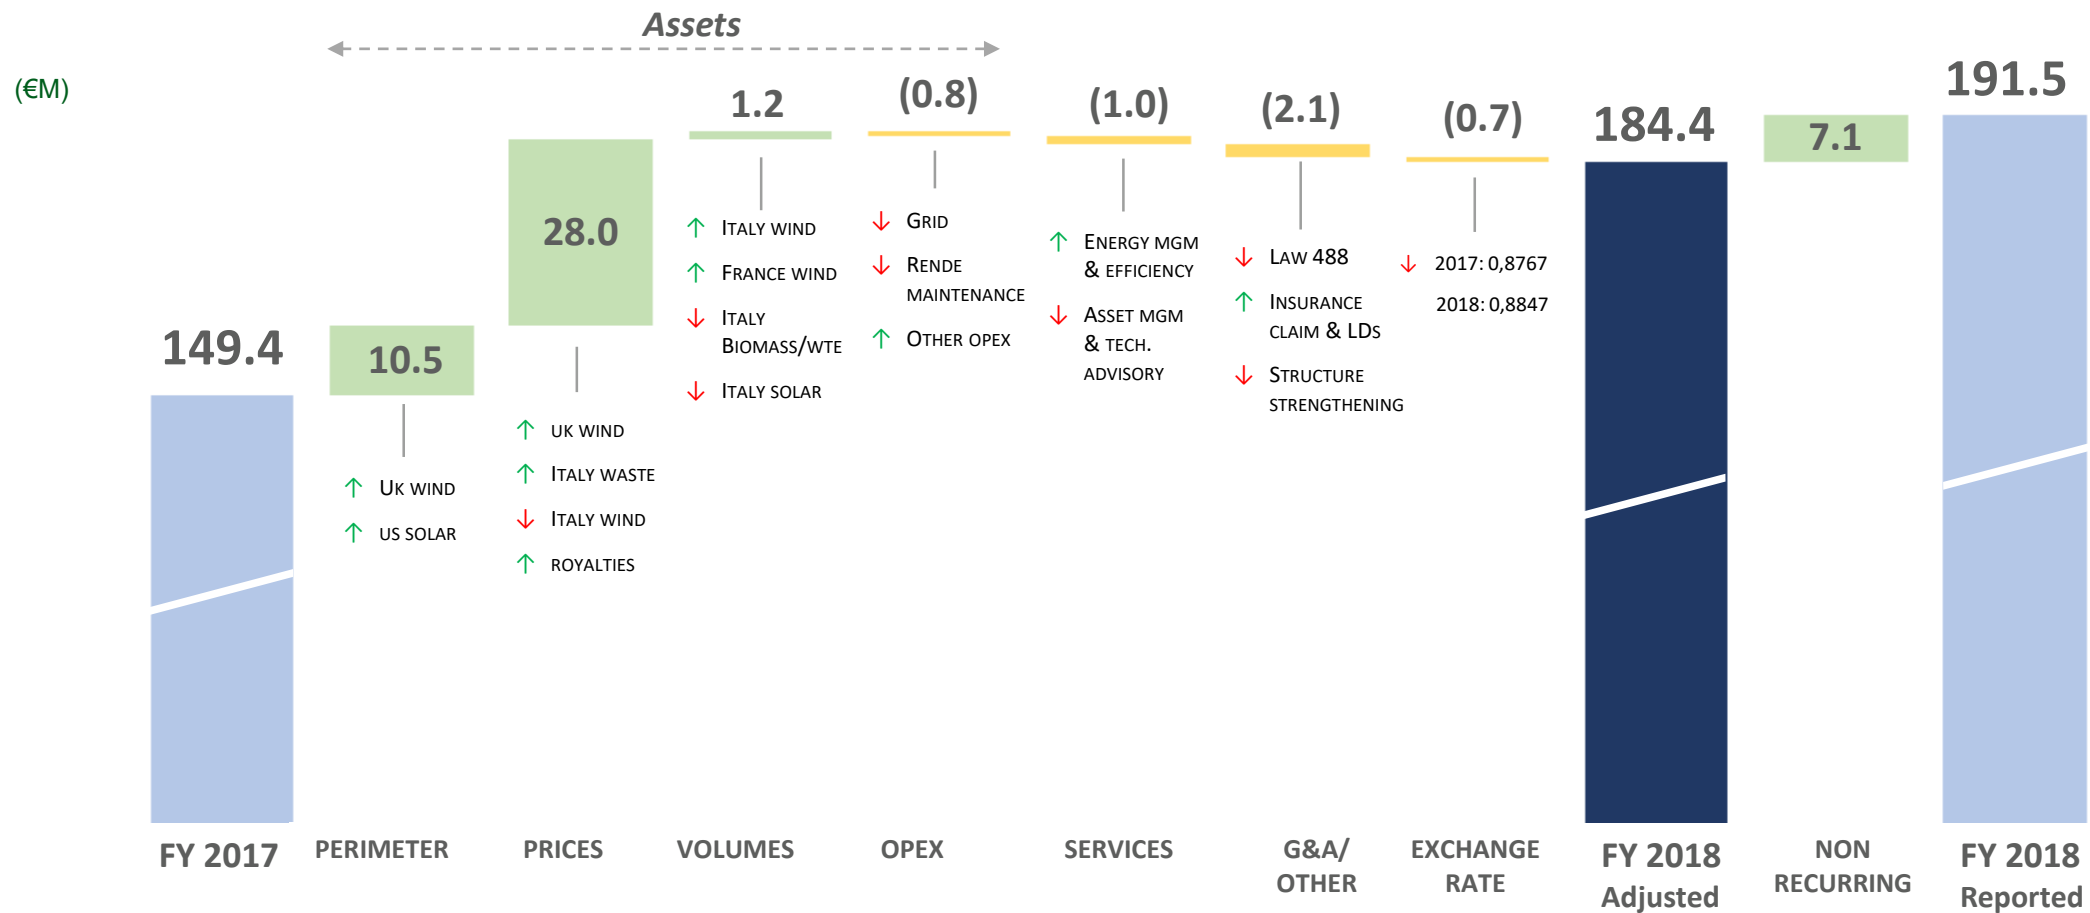 Assets
(€M)
149.4
10.5
↑ UK WIND
↑ US SOLAR
28.0
↑ UK WIND
↑ ITALY WASTE
↓ ITALY WIND
↑ ROYALTIES
1.2
↑ ITALY WIND
↑ FRANCE WIND
↓ ITALY
BIOMASS/WTE
↓ ITALY SOLAR
(0.8)
↓ GRID
↓ RENDE
MAINTENANCE
↑ OTHER OPEX
(1.0)
↑ ENERGY MGM
& EFFICIENCY
↓ ASSET MGM
& TECH.
ADVISORY
(2.1)
↓ LAW 488
↑ INSURANCE
CLAIM & LDS
↓ STRUCTURE
STRENGTHENING
(0.7)
↓ 2017: 0,8767
2018: 0,8847
184.4
7.1
191.5
FY 2017
PERIMETER
PRICES
VOLUMES
OPEX
SERVICES
G&A/
OTHER
EXCHANGE
RATE
FY 2018
Adjusted
NON
RECURRING
FY 2018
Reported